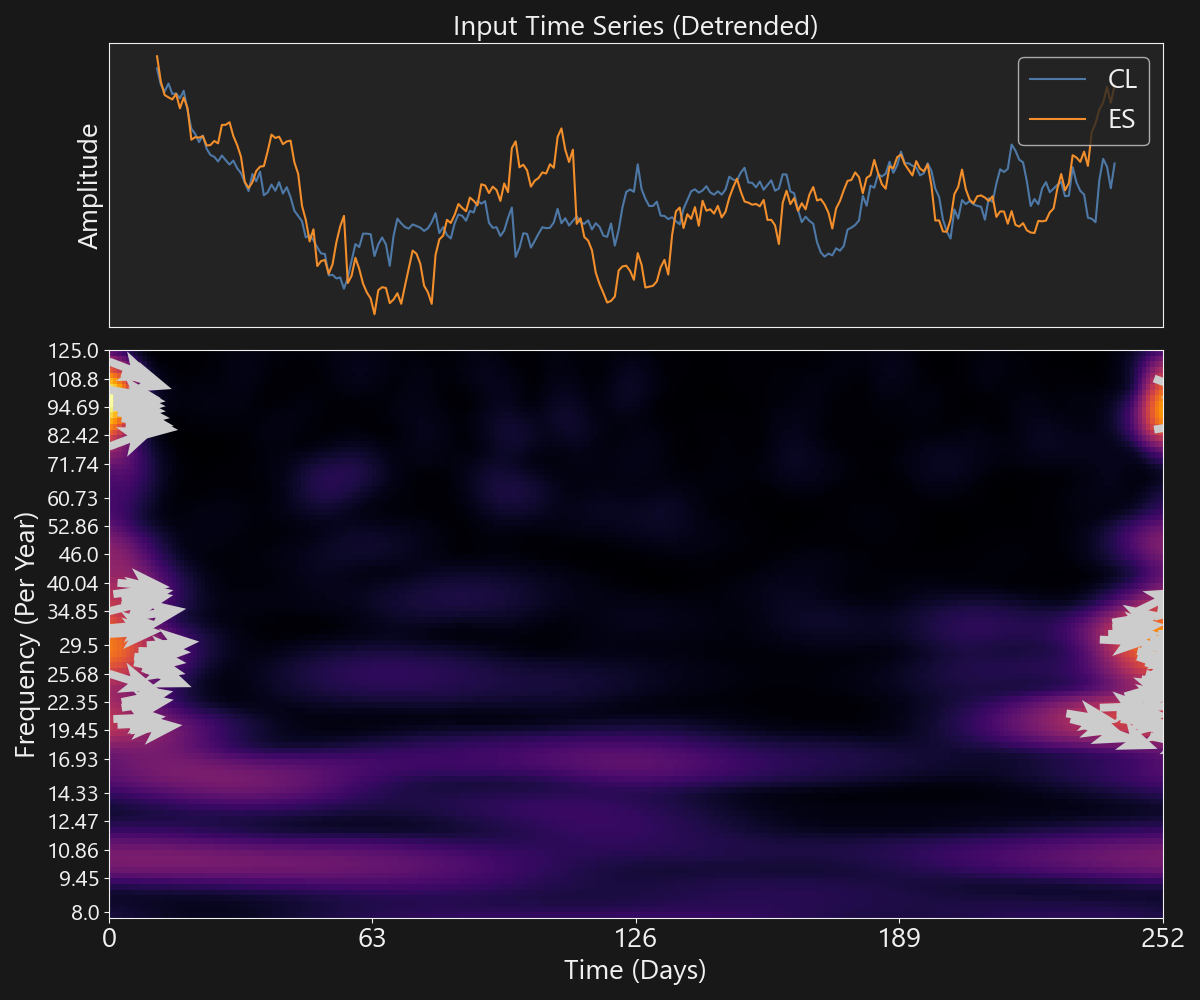 Input Time Series (Detrended)
Amplitude
CL
ES
Frequency (Per Year)
125.0
108.8
94.69
82.42
71.74
60.73
52.86
46.0
40.04
34.85
29.5
25.68
22.35
19.45
16.93
14.33
12.47
10.86
9.45
8.0
0 63 126 189 252
Time (Days)